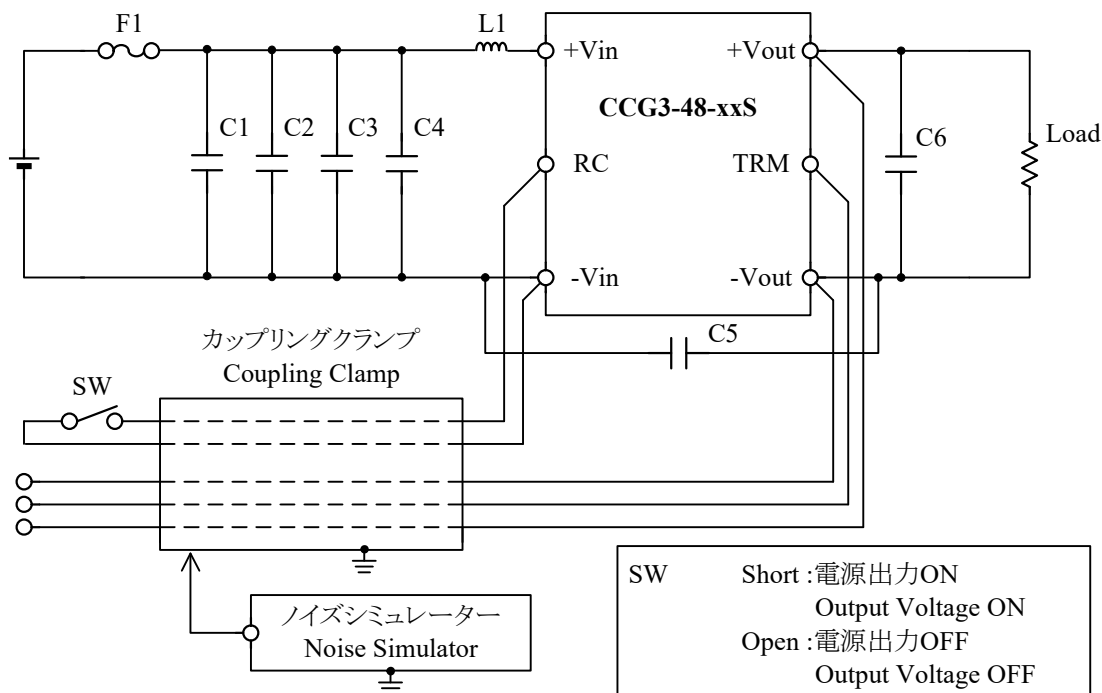 F1
L1
+Vin
+Vout
CCG3-48-xxS
C1
C2
C3
C4
C6
Load
RC
TRM
-Vin
-Vout
C5
カップリングクランプ
Coupling Clamp
SW
ノイズシミュレーター
Noise Simulator
SW Short :電源出力ON
Output Voltage ON
Open :電源出力OFF
Output Voltage OFF